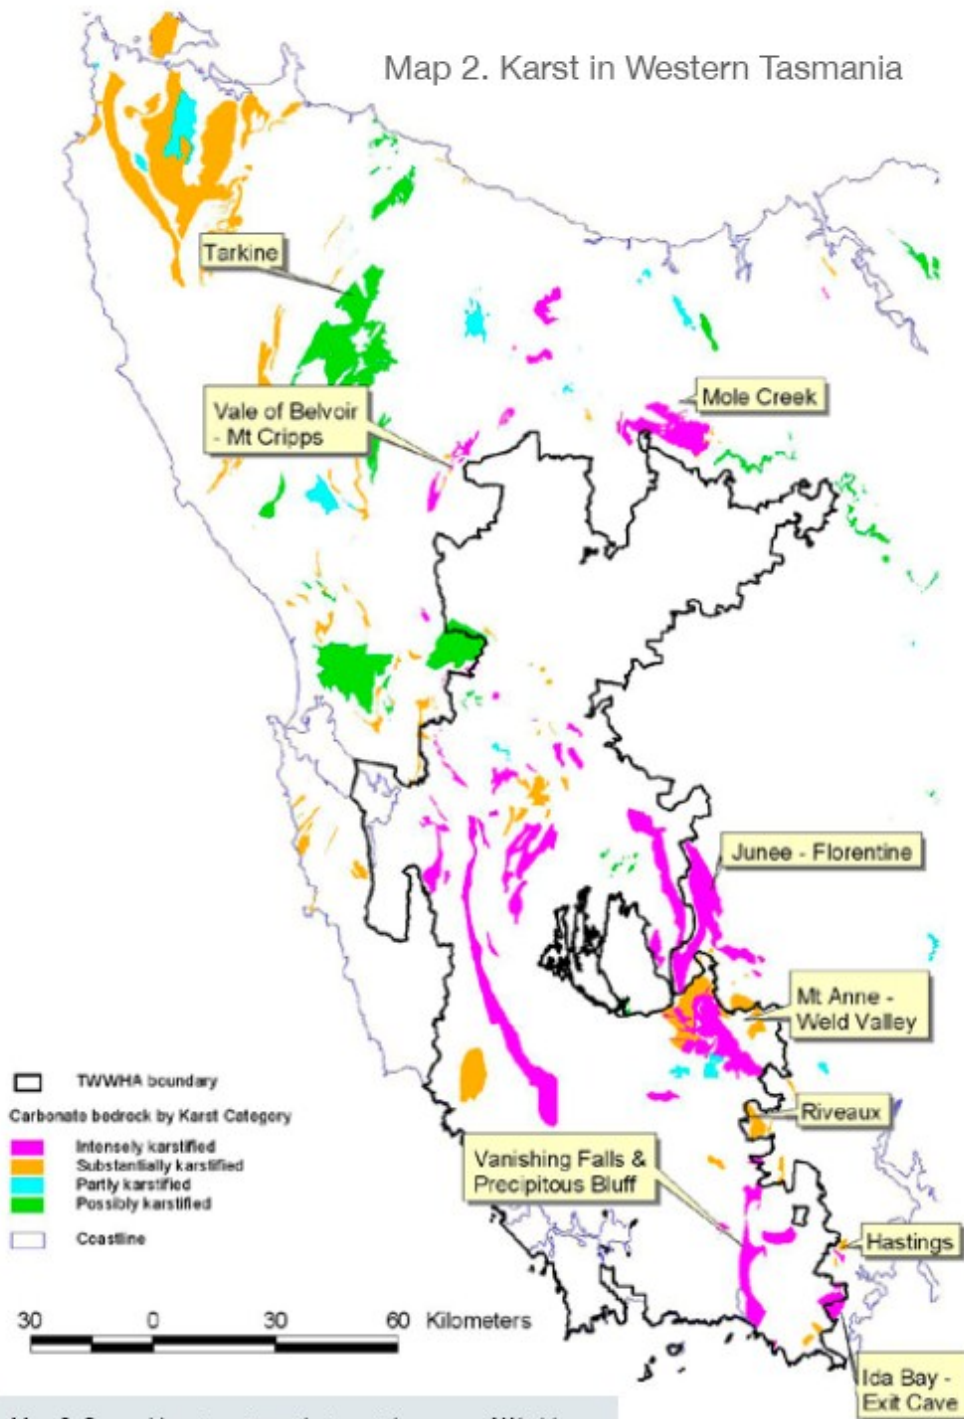 Map 2. Karst in Western Tasmania
Tarkine
Vale of Belvoir
- Mt Cripps
Mole Creek
Junee - Florentine
Mt Anne -
Weld Valley
Riveaux
Vanishing Falls &
Precipitous Bluff
Hastings
Ida Bay -
Exit Cave
TWWHA boundary
Carbonate bedrock by Karst Category
Intensely karstified
Substantially karstified
Partly karstified
Possibly karstified
Coastline
30 0 30 60 Kilometers